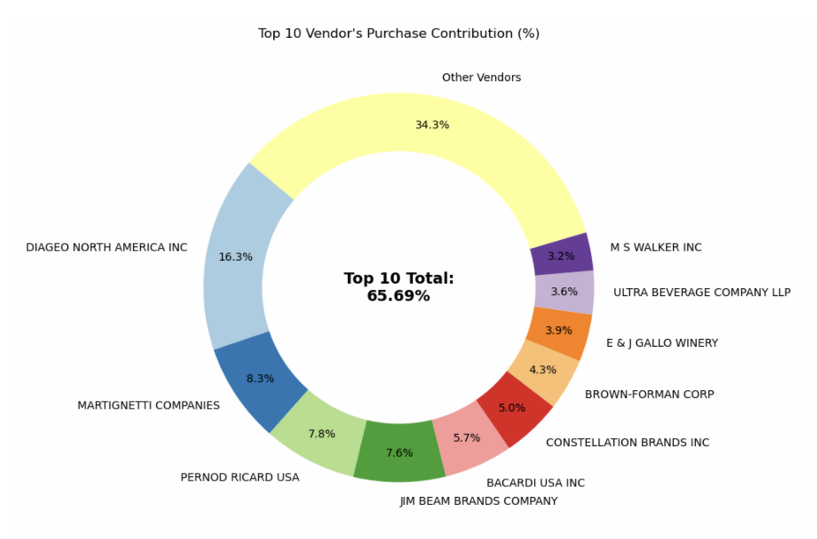 Top 10 Vendor's Purchase Contribution (%)
Other Vendors
34.3%
DIAGEO NORTH AMERICA INC
16.3%
MARTIGNETTI COMPANIES
8.3%
PERNOD RICARD USA
7.8%
JIM BEAM BRANDS COMPANY
7.6%
BACARDI USA INC
5.7%
CONSTELLATION BRANDS INC
5.0%
BROWN-FORMAN CORP
4.3%
E & J GALLO WINERY
3.9%
ULTRA BEVERAGE COMPANY LLP
3.6%
M S WALKER INC
3.2%
Top 10 Total:
65.69%